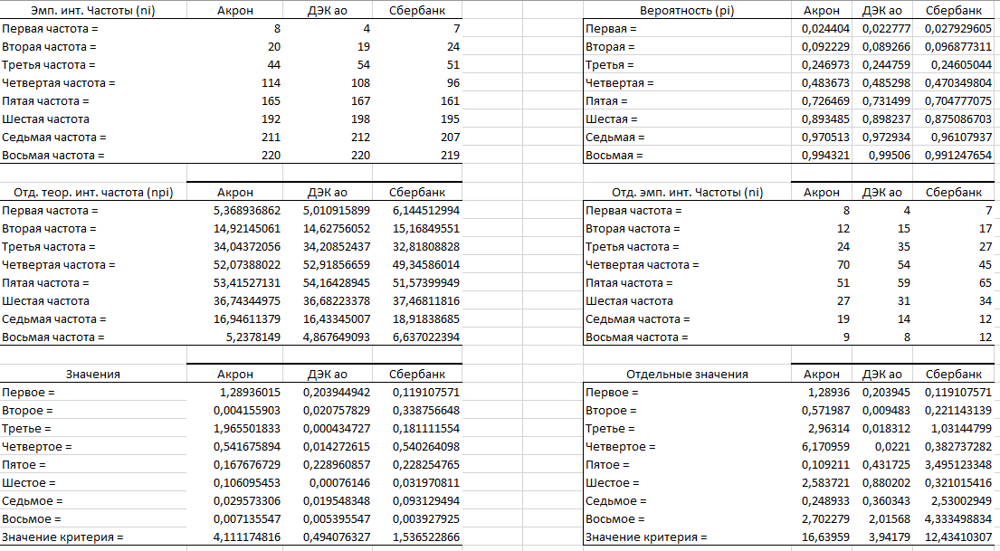 Эмп. инт. Частоты (ni) Акрон ДЭК ао Сбербанк Вероятность (pi) Акрон ДЭК ао Сбербанк
Первая частота = 8 4 7 Первая = 0,024404 0,022777 0,027929605
Вторая частота = 20 19 24 Вторая = 0,092229 0,089266 0,096877311
Третья частота = 44 54 51 Третья = 0,246973 0,244759 0,24605044
Четвертая частота = 114 108 96 Четвертая = 0,483673 0,485298 0,470349804
Пятая частота = 165 167 161 Пятая = 0,726469 0,731499 0,704777075
Шестая частота 192 198 195 Шестая = 0,893485 0,898237 0,875086703
Седьмая частота = 211 212 207 Седьмая = 0,970513 0,972934 0,96107937
Восьмая частота = 220 220 219 Восьмая = 0,994321 0,99506 0,991247654
Отд. теор. инт. частота (npi) Акрон ДЭК ао Сбербанк Отд. эмп. инт. Частоты (ni) Акрон ДЭК ао Сбербанк
Первая частота = 5,368936862 5,010915899 6,144512994 Первая частота = 8 4 7
Вторая частота = 14,92145061 14,62756052 15,16849551 Вторая частота = 12 15 17
Третья частота = 34,04372056 34,20852437 32,81808828 Третья частота = 24 35 27
Четвертая частота = 52,07388022 52,91856659 49,34586014 Четвертая частота = 70 54 45
Пятая частота = 53,41527131 54,16428945 51,57399949 Пятая частота = 51 59 65
Шестая частота 36,74344975 36,68223378 37,46811816 Шестая частота 27 31 34
Седьмая частота = 16,94611379 16,43345007 18,91838685 Седьмая частота = 19 14 12
Восьмая частота = 5,2378149 4,867649093 6,637022394 Восьмая частота = 9 8 12
Значения Акрон ДЭК ао Сбербанк Отдельные значения Акрон ДЭК ао Сбербанк
Первое = 1,28936015 0,203944942 0,119107571 Первое = 1,28936 0,203945 0,119107571
Второе = 0,004155903 0,020757829 0,338756648 Второе = 0,571987 0,009483 0,221143139
Третье = 1,965501833 0,000434727 0,181111554 Третье = 2,96314 0,018312 1,03144799
Четвертое = 0,541675894 0,014272615 0,540264098 Четвертое = 6,170959 0,0221 0,382737282
Пятое = 0,167676729 0,228960857 0,228254765 Пятое = 0,109211 0,431725 3,495123348
Шестое = 0,106095453 0,00076146 0,031970811 Шестое = 2,583721 0,880202 0,321015416
Седьмое = 0,029573306 0,019548348 0,093129494 Седьмое = 0,248933 0,360343 2,53002949
Восьмое = 0,007135547 0,005395547 0,003927925 Восьмое = 2,702279 2,01568 4,333498834
Значение критерия = 4,111174816 0,494076327 1,536522866 Значение критерия = 16,63959 3,94179 12,43410307